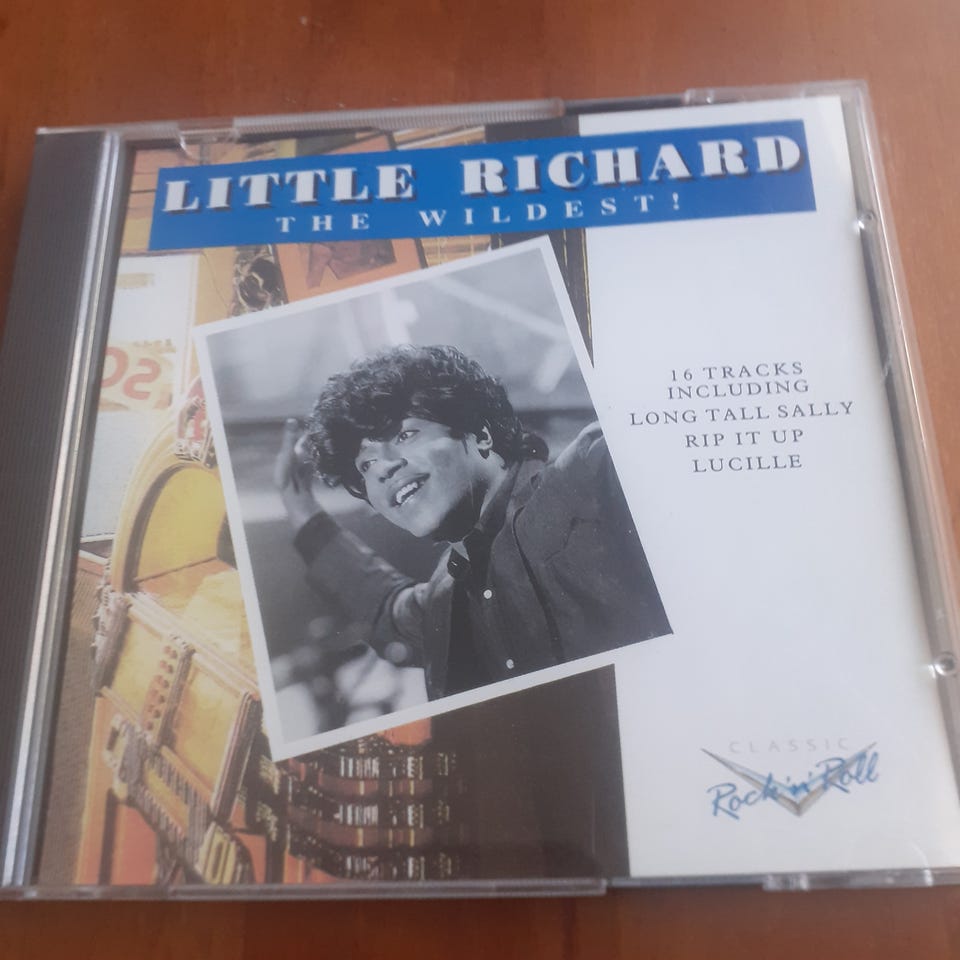 LITTLE RICHARD
THE WILDEST!
16 TRACKS
INCLUDING
LONG TALL SALLY
RIP IT UP
LUCILLE
CLASSIC
Rock 'n' Roll